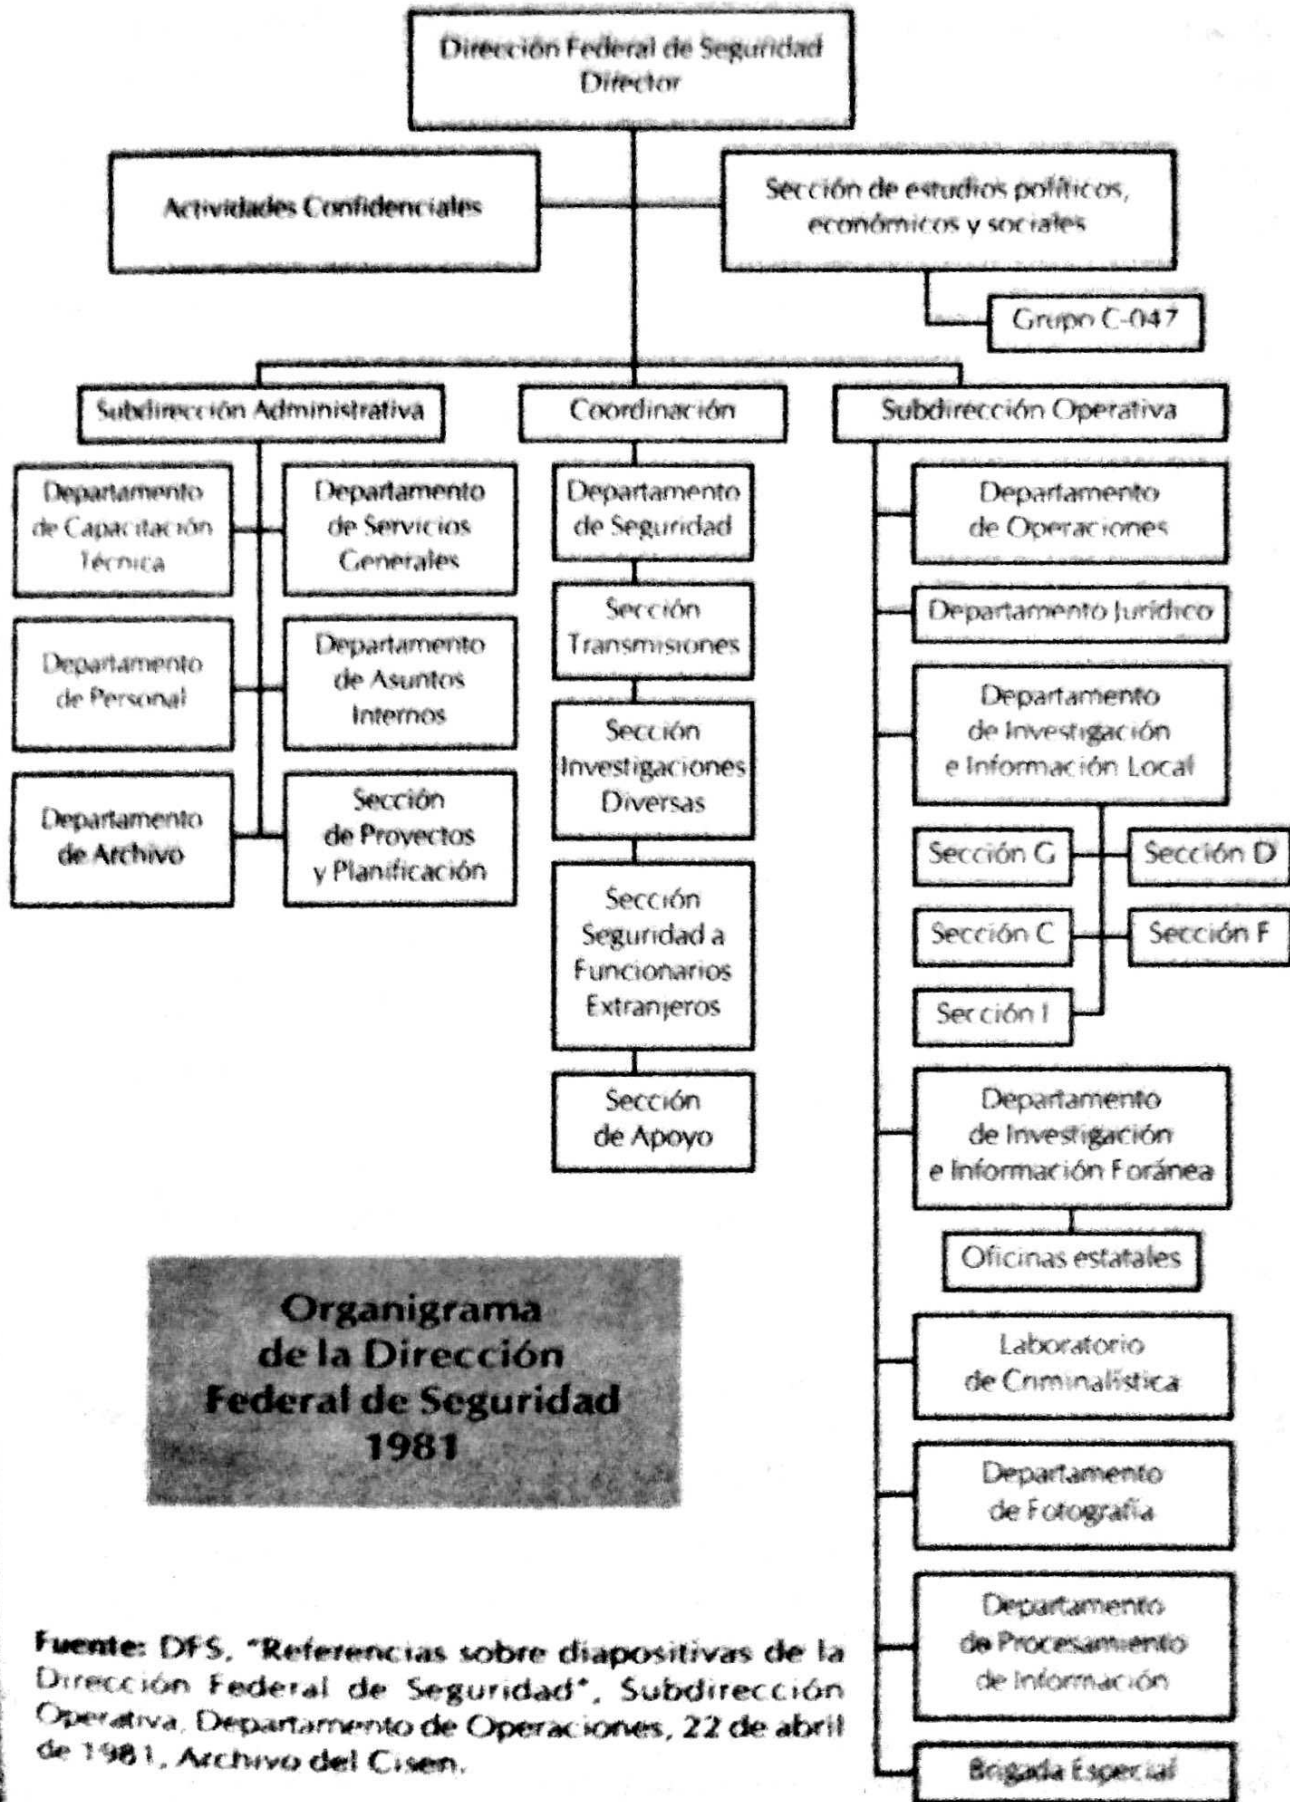 Dirección Federal de Seguridad
Director
Actividades Confidenciales
Sección de estudios políticos,
económicos y sociales
Grupo C-047
Subdirección Administrativa
Coordinación
Subdirección Operativa
Departamento
de Capacitación
Técnica
Departamento
de Servicios
Generales
Departamento
de Personal
Departamento
de Asuntos
Internos
Departamento
de Archivo
Sección
de Proyectos
y Planificación
Departamento
de Seguridad
Sección
Transmisiones
Sección
Investigaciones
Diversas
Sección
Seguridad a
Funcionarios
Extranjeros
Sección
de Apoyo
Departamento
de Operaciones
Departamento Jurídico
Departamento
de Investigación
e Información Local
Sección G
Sección D
Sección C
Sección F
Sección I
Departamento
de Investigación
e Información Foránea
Oficinas estatales
Laboratorio
de Criminalística
Departamento
de Fotografía
Departamento
de Procesamiento
de Información
Brigada Especial
Organigrama
de la Dirección
Federal de Seguridad
1981
Fuente: DFS, "Referencias sobre diapositivas de la
Dirección Federal de Seguridad", Subdirección
Operativa, Departamento de Operaciones, 22 de abril
de 1981, Archivo del Cisen.